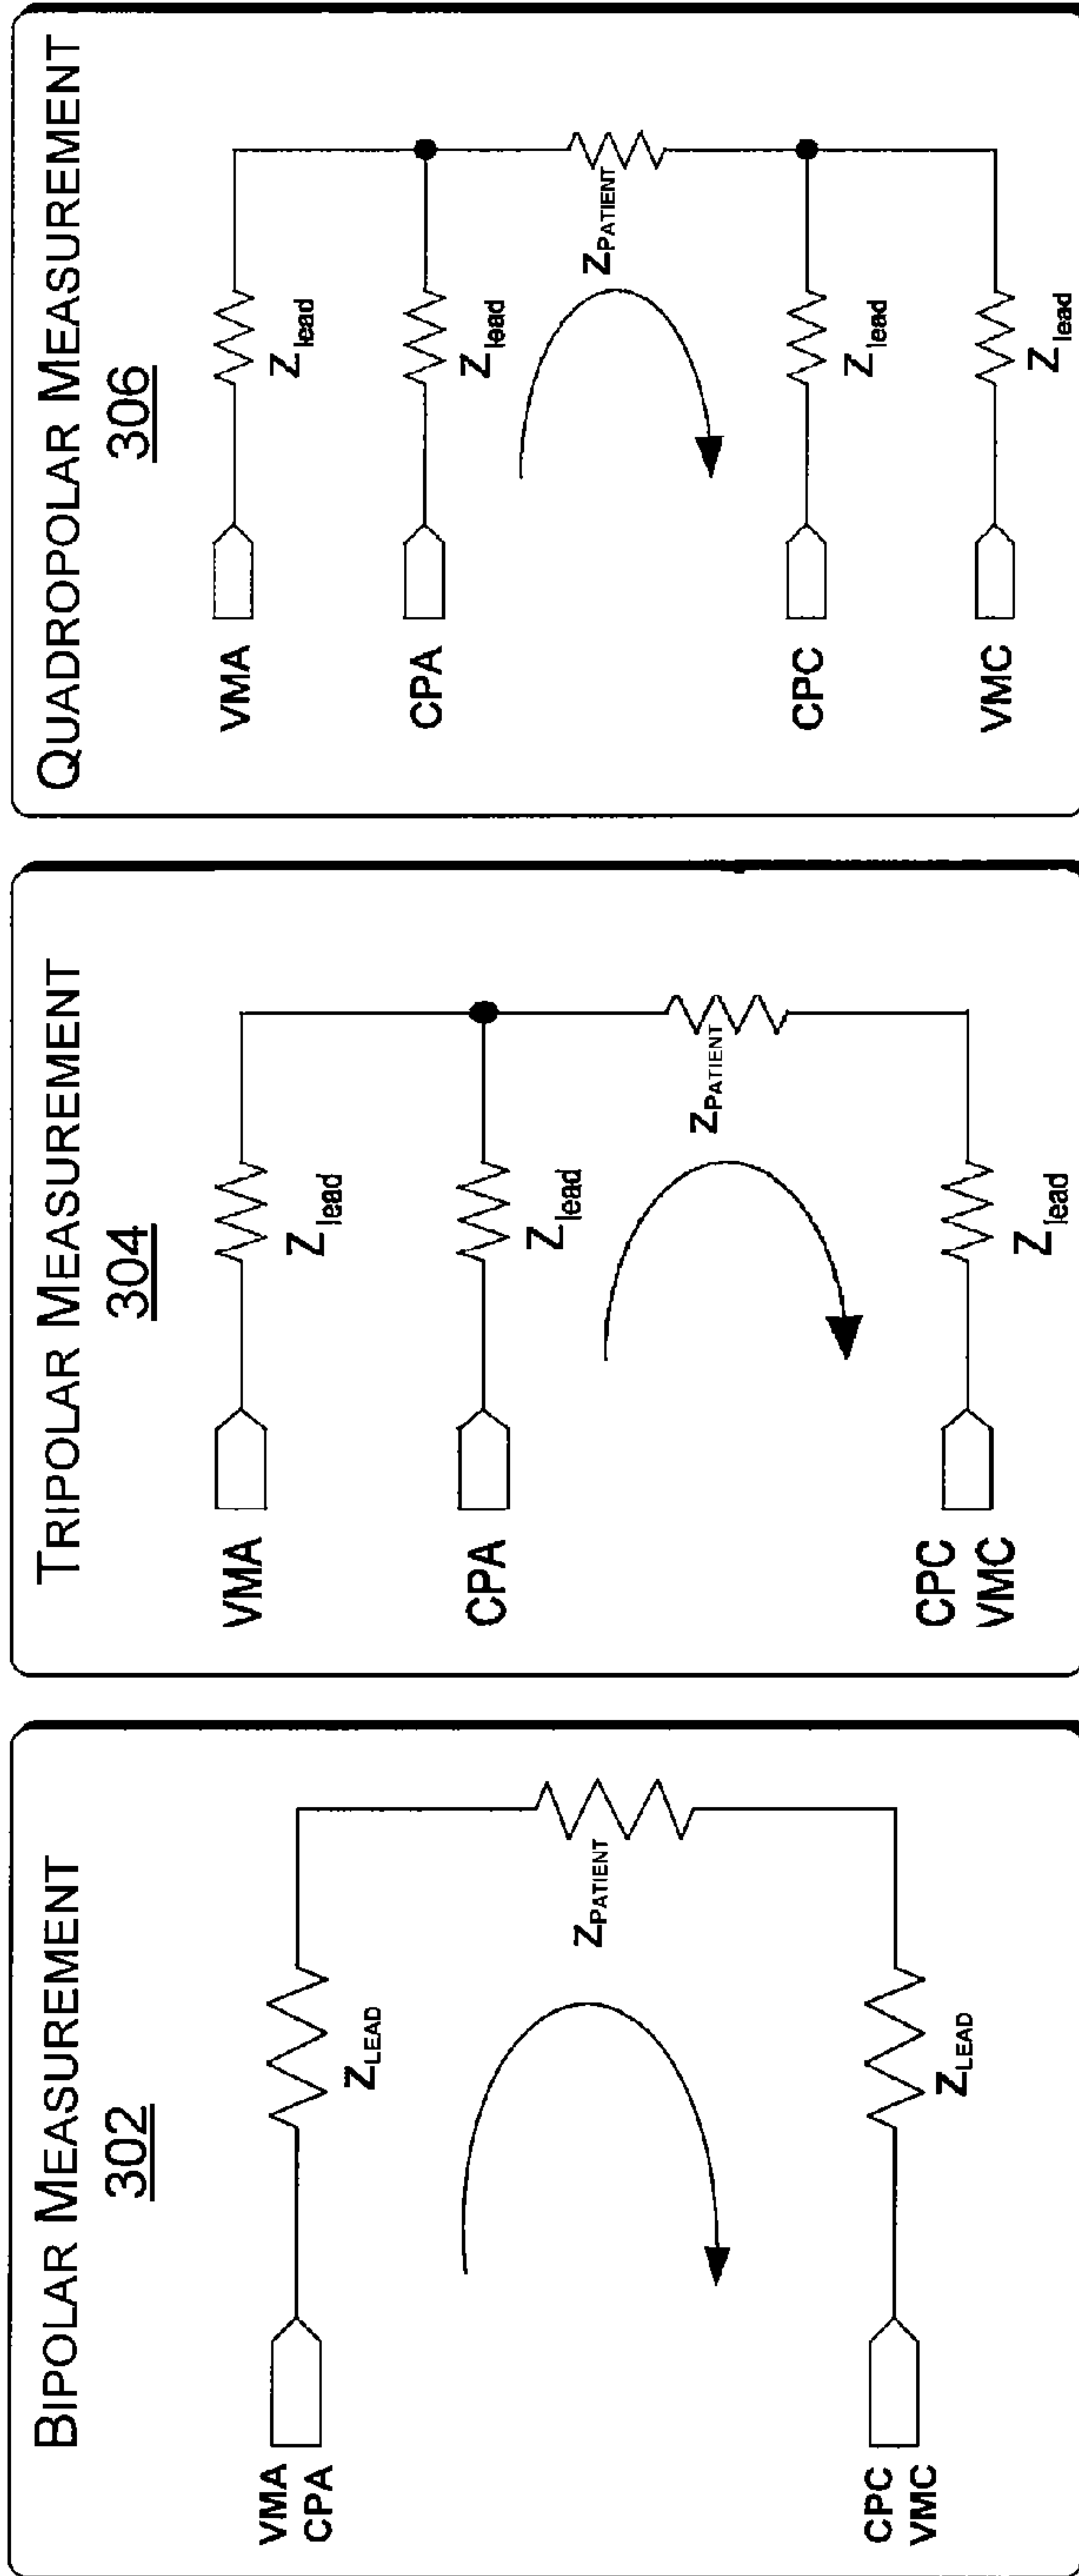 BIPOLAR MEASUREMENT
302
VMA
CPA
ZLEAD
ZPATIENT
CPC
VMC
ZLEAD
TRIPOLAR MEASUREMENT
304
VMA
Zlead
CPA
Zlead
ZPATIENT
CPC
VMC
Zlead
QUADROPOLAR MEASUREMENT
306
VMA
Zlead
CPA
Zlead
ZPATIENT
CPC
Zlead
VMC
Zlead